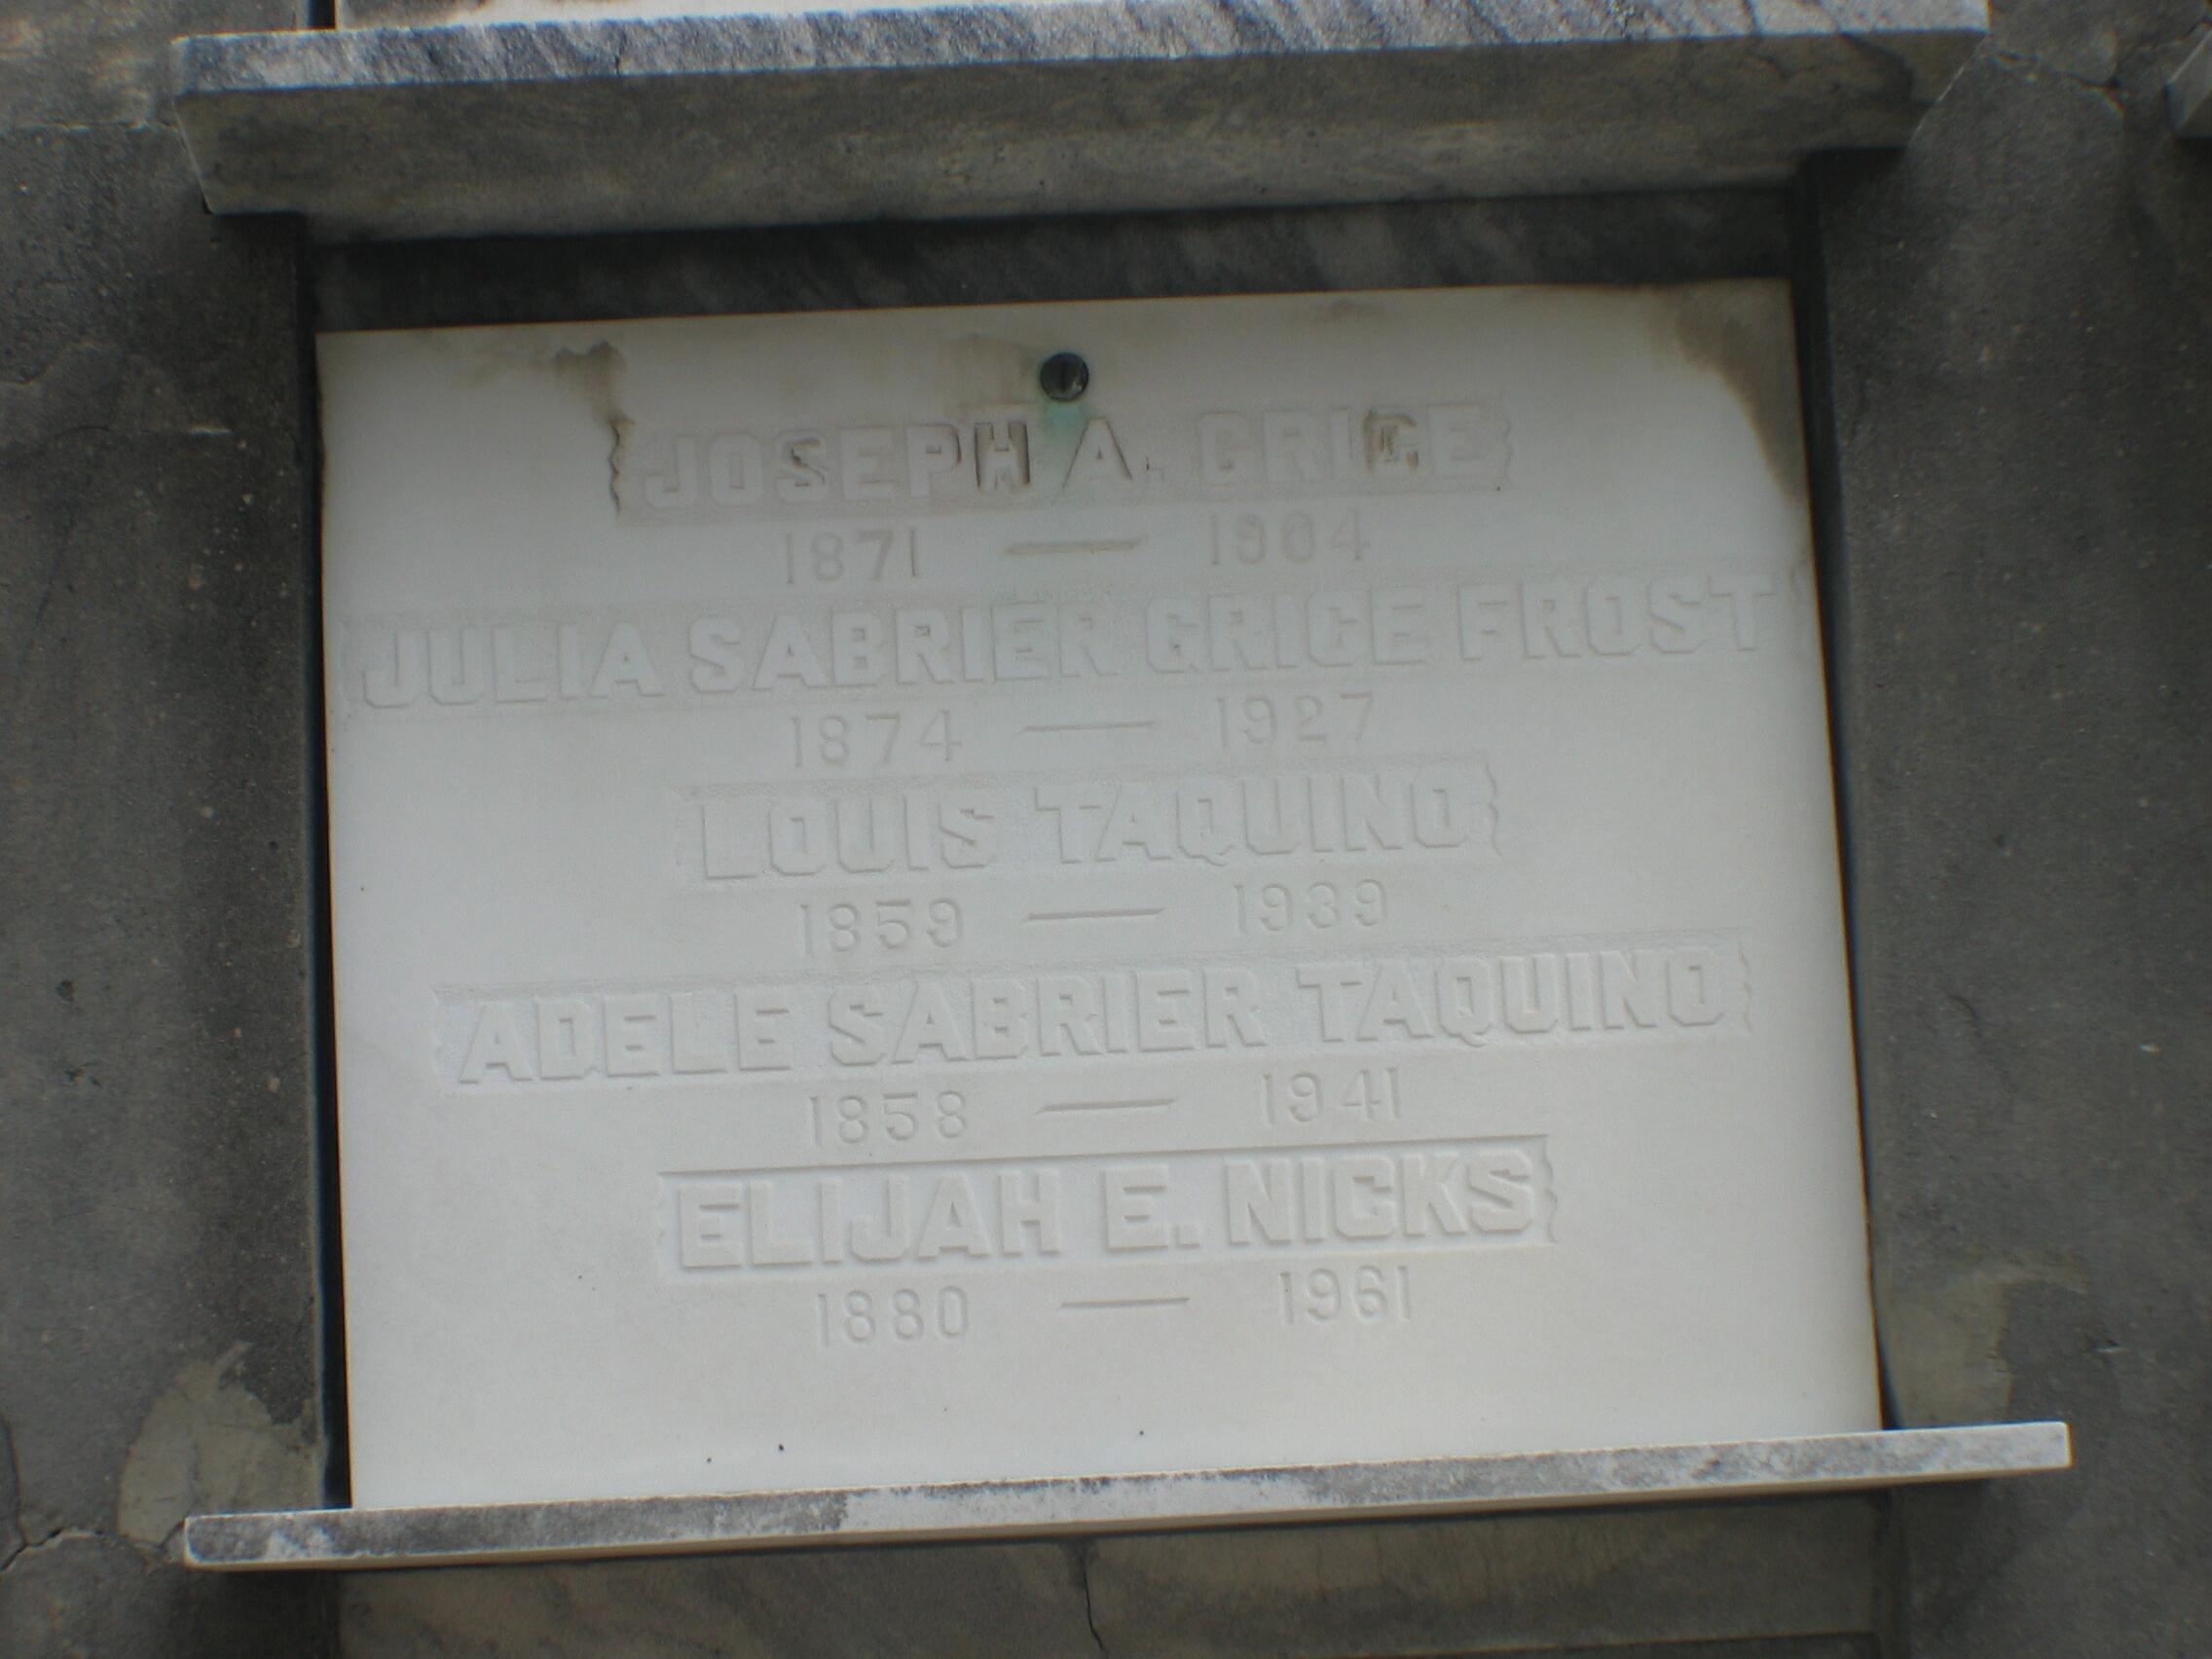 JOSEPH A. GRICE
1871 — 1904
JULIA SABRIER GRICE FROST
1874 — 1927
LOUIS TAQUINO
1859 — 1939
ADELE SABRIER TAQUINO
1858 — 1941
ELIJAH E. NICKS
1880 — 1961